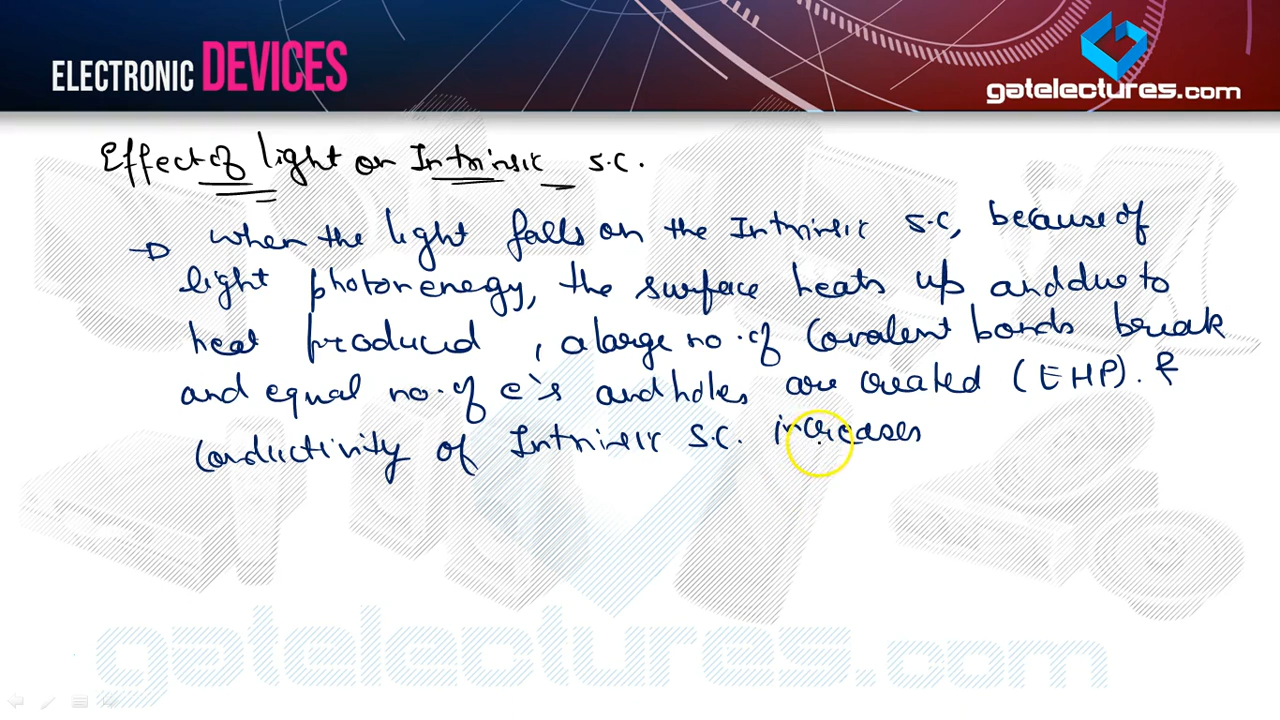 ELECTRONIC DEVICES
gatelectures.com
Effect of light on Intrinsic S.C.
→ when the light falls on the Intrinsic S.C, because of
light photon energy, the surface heats up and due to
heat produced, a large no. of Covalent bonds break
and equal no. of e's and holes are created (EHP). &
Conductivity of Intrinsic S.C. increases
gatelectures.com